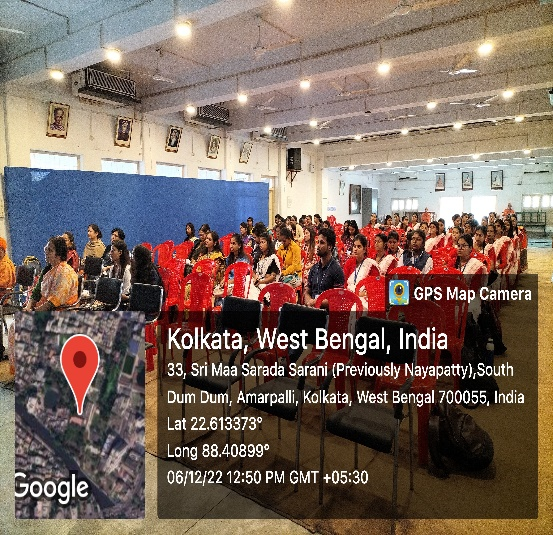 GPS Map Camera
Kolkata, West Bengal, India
33, Sri Maa Sarada Sarani (Previously Nayapatty),South
Dum Dum, Amarpalli, Kolkata, West Bengal 700055, India
Lat 22.613373°
Long 88.40899°
06/12/22 12:50 PM GMT +05:30
Google